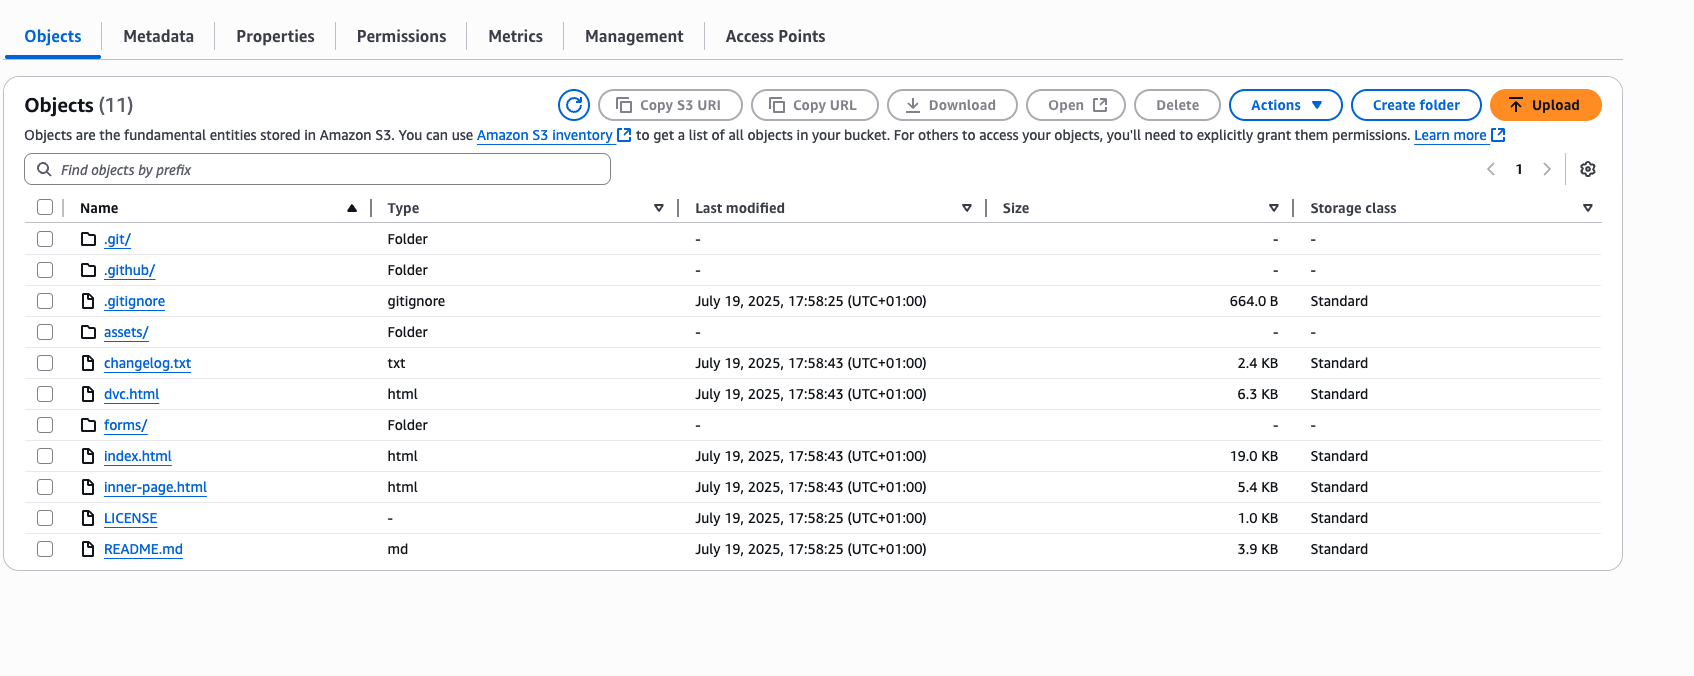 Objects Metadata Properties Permissions Metrics Management Access Points
Objects (11) Copy S3 URI Copy URL Download Open Delete Actions Create folder Upload
Objects are the fundamental entities stored in Amazon S3. You can use Amazon S3 inventory to get a list of all objects in your bucket. For others to access your objects, you'll need to explicitly grant them permissions. Learn more
Find objects by prefix 1
Name Type Last modified Size Storage class
.git/ Folder - - -
.github/ Folder - - -
.gitignore gitignore July 19, 2025, 17:58:25 (UTC+01:00) 664.0 B Standard
assets/ Folder - - -
changelog.txt txt July 19, 2025, 17:58:43 (UTC+01:00) 2.4 KB Standard
dvc.html html July 19, 2025, 17:58:43 (UTC+01:00) 6.3 KB Standard
forms/ Folder - - -
index.html html July 19, 2025, 17:58:43 (UTC+01:00) 19.0 KB Standard
inner-page.html html July 19, 2025, 17:58:43 (UTC+01:00) 5.4 KB Standard
LICENSE - July 19, 2025, 17:58:25 (UTC+01:00) 1.0 KB Standard
README.md md July 19, 2025, 17:58:25 (UTC+01:00) 3.9 KB Standard